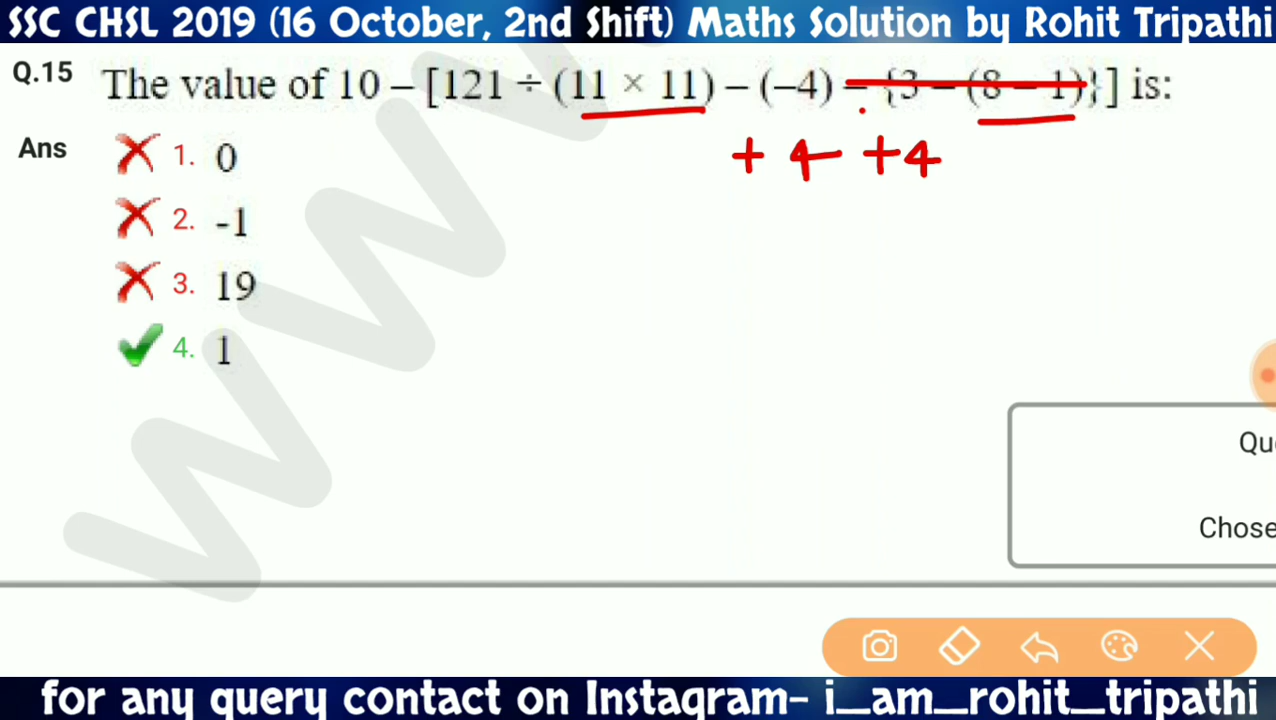 SSC CHSL 2019 (16 October, 2nd Shift) Maths Solution by Rohit Tripathi
Q.15 The value of 10 – [121 ÷ (11 × 11) – (–4) – {3 – (8 – 1)}] is:
+ 4 +4
Ans 1. 0
2. -1
3. 19
4. 1
Qu
Chose
for any query contact on Instagram- i_am_rohit_tripathi